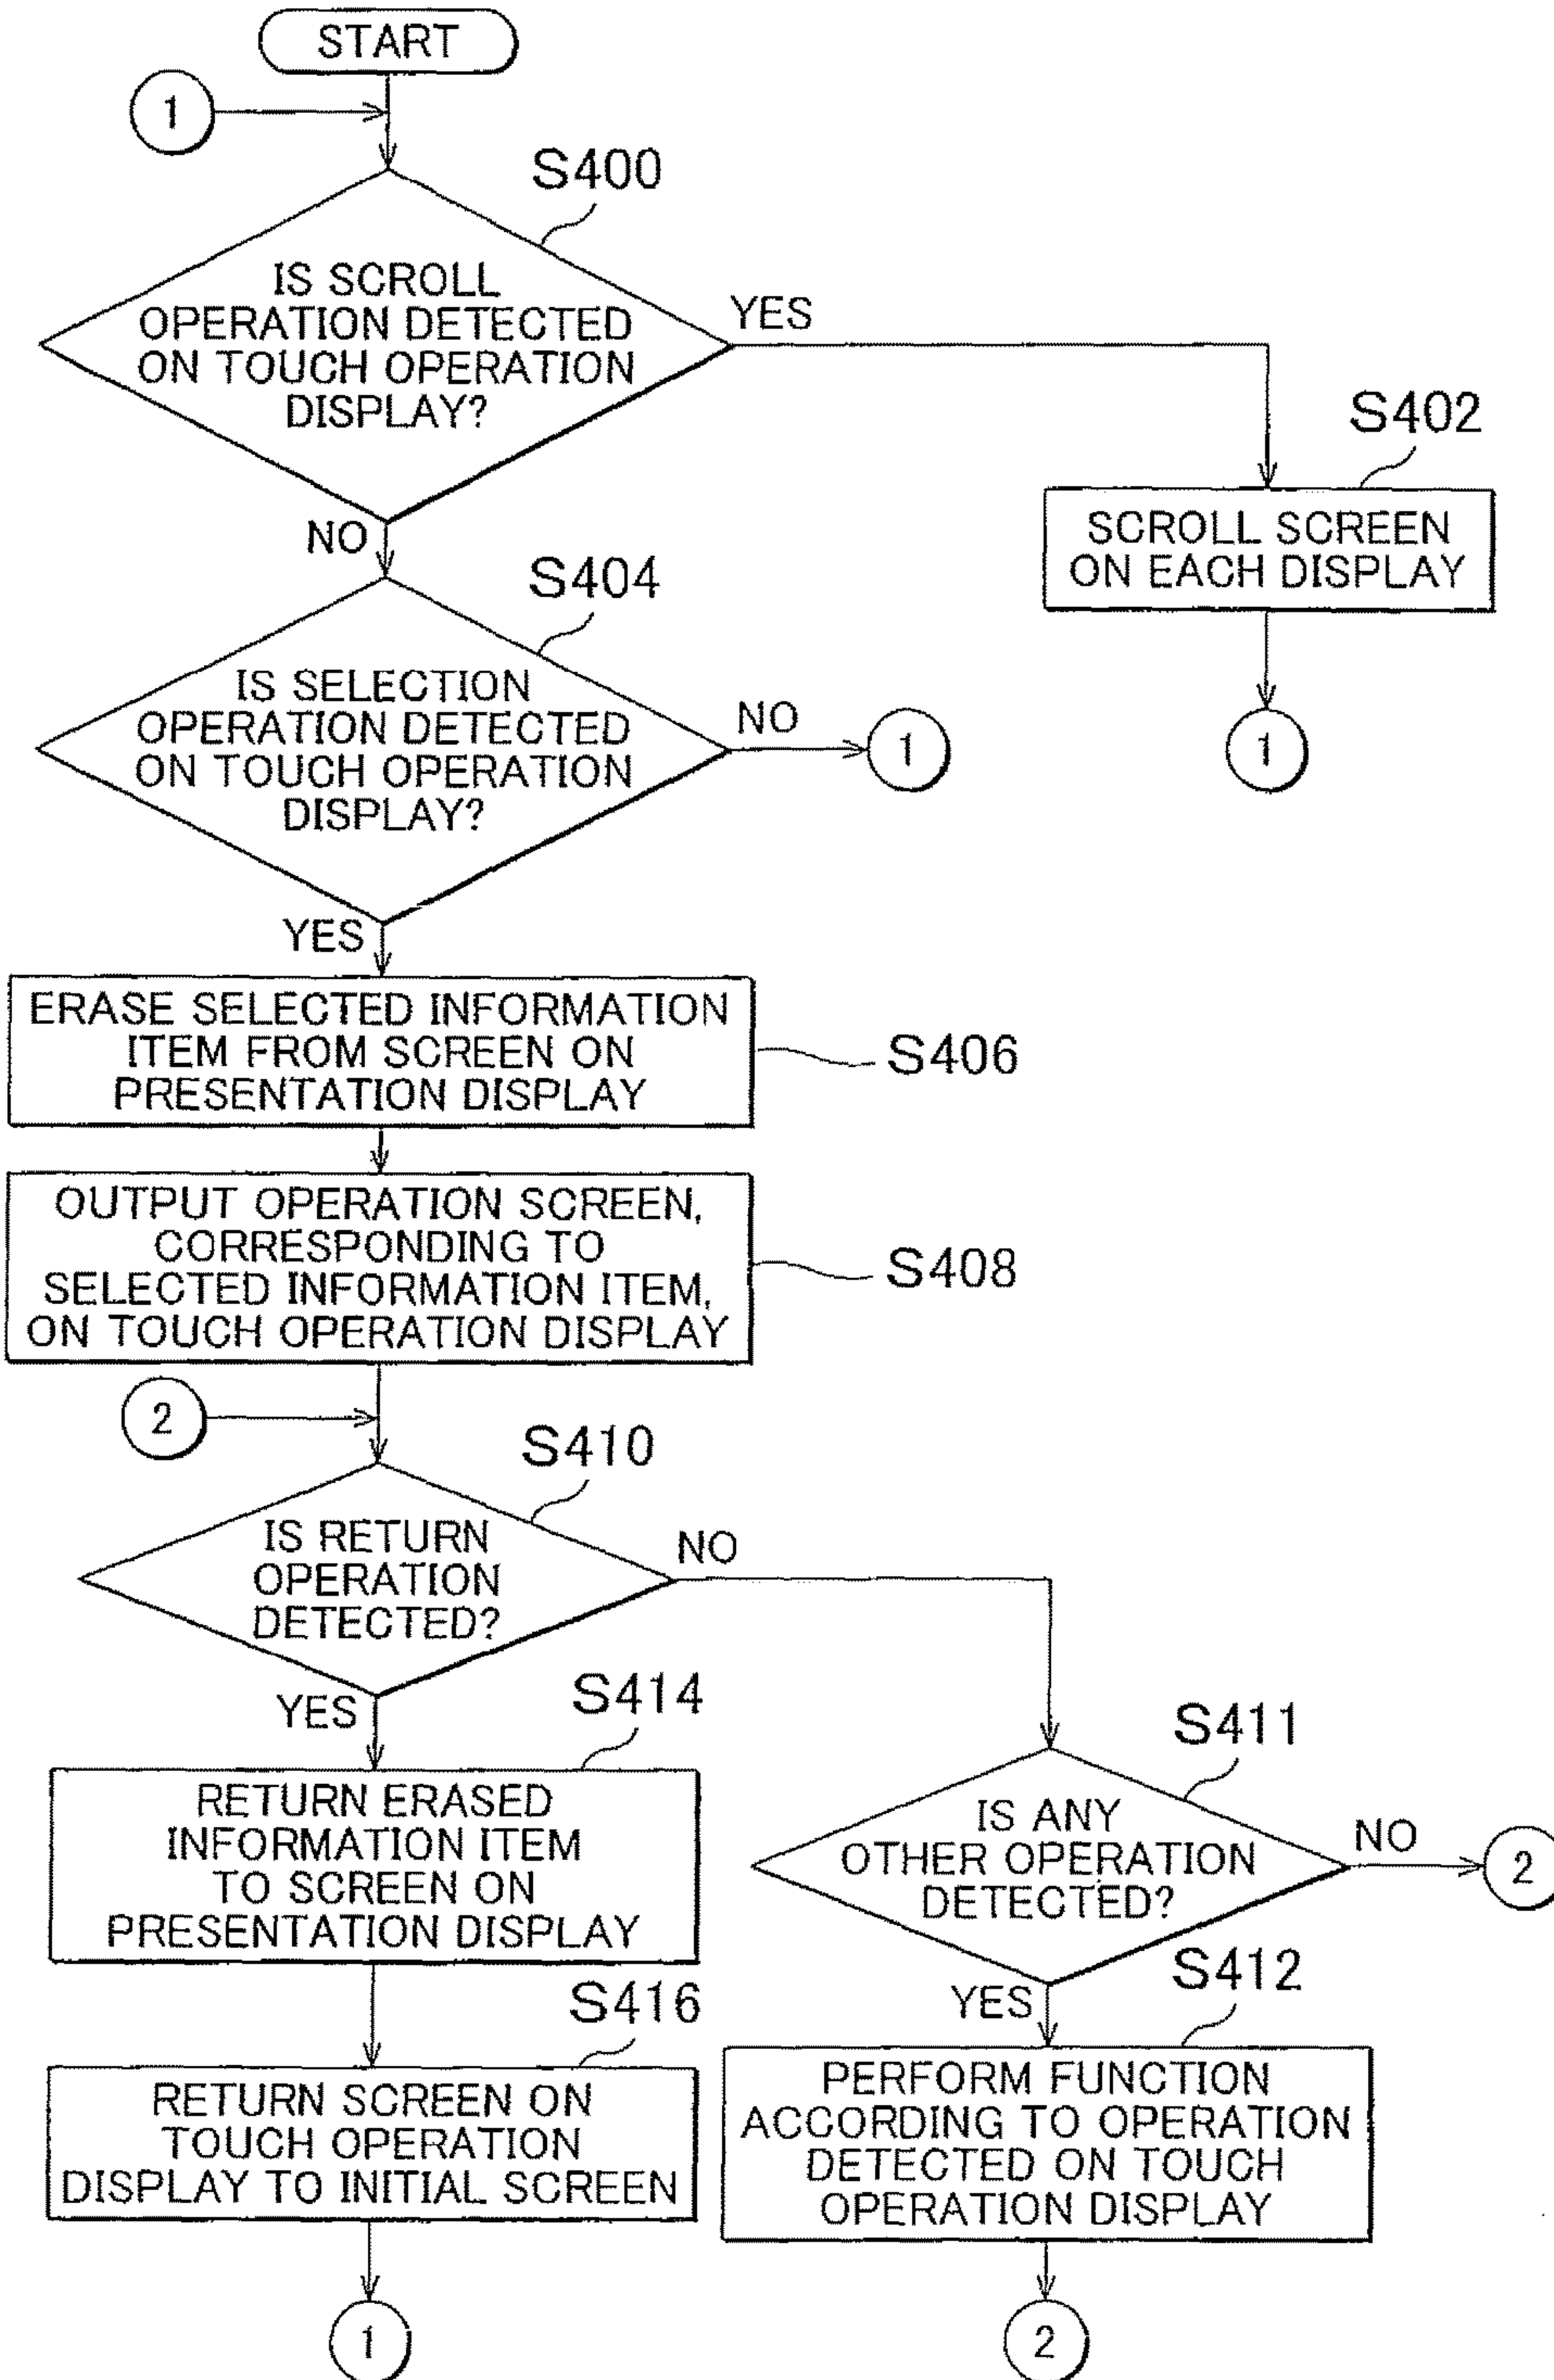 START
1
S400
IS SCROLL
OPERATION DETECTED
ON TOUCH OPERATION
DISPLAY?
YES
NO
S402
SCROLL SCREEN
ON EACH DISPLAY
1
S404
IS SELECTION
OPERATION DETECTED
ON TOUCH OPERATION
DISPLAY?
NO
1
YES
ERASE SELECTED INFORMATION
ITEM FROM SCREEN ON
PRESENTATION DISPLAY
S406
OUTPUT OPERATION SCREEN,
CORRESPONDING TO
SELECTED INFORMATION ITEM,
ON TOUCH OPERATION DISPLAY
S408
2
S410
IS RETURN
OPERATION
DETECTED?
NO
YES
S414
RETURN ERASED
INFORMATION ITEM
TO SCREEN ON
PRESENTATION DISPLAY
S411
IS ANY
OTHER OPERATION
DETECTED?
NO
2
YES
S416
RETURN SCREEN ON
TOUCH OPERATION
DISPLAY TO INITIAL SCREEN
1
S412
PERFORM FUNCTION
ACCORDING TO OPERATION
DETECTED ON TOUCH
OPERATION DISPLAY
2